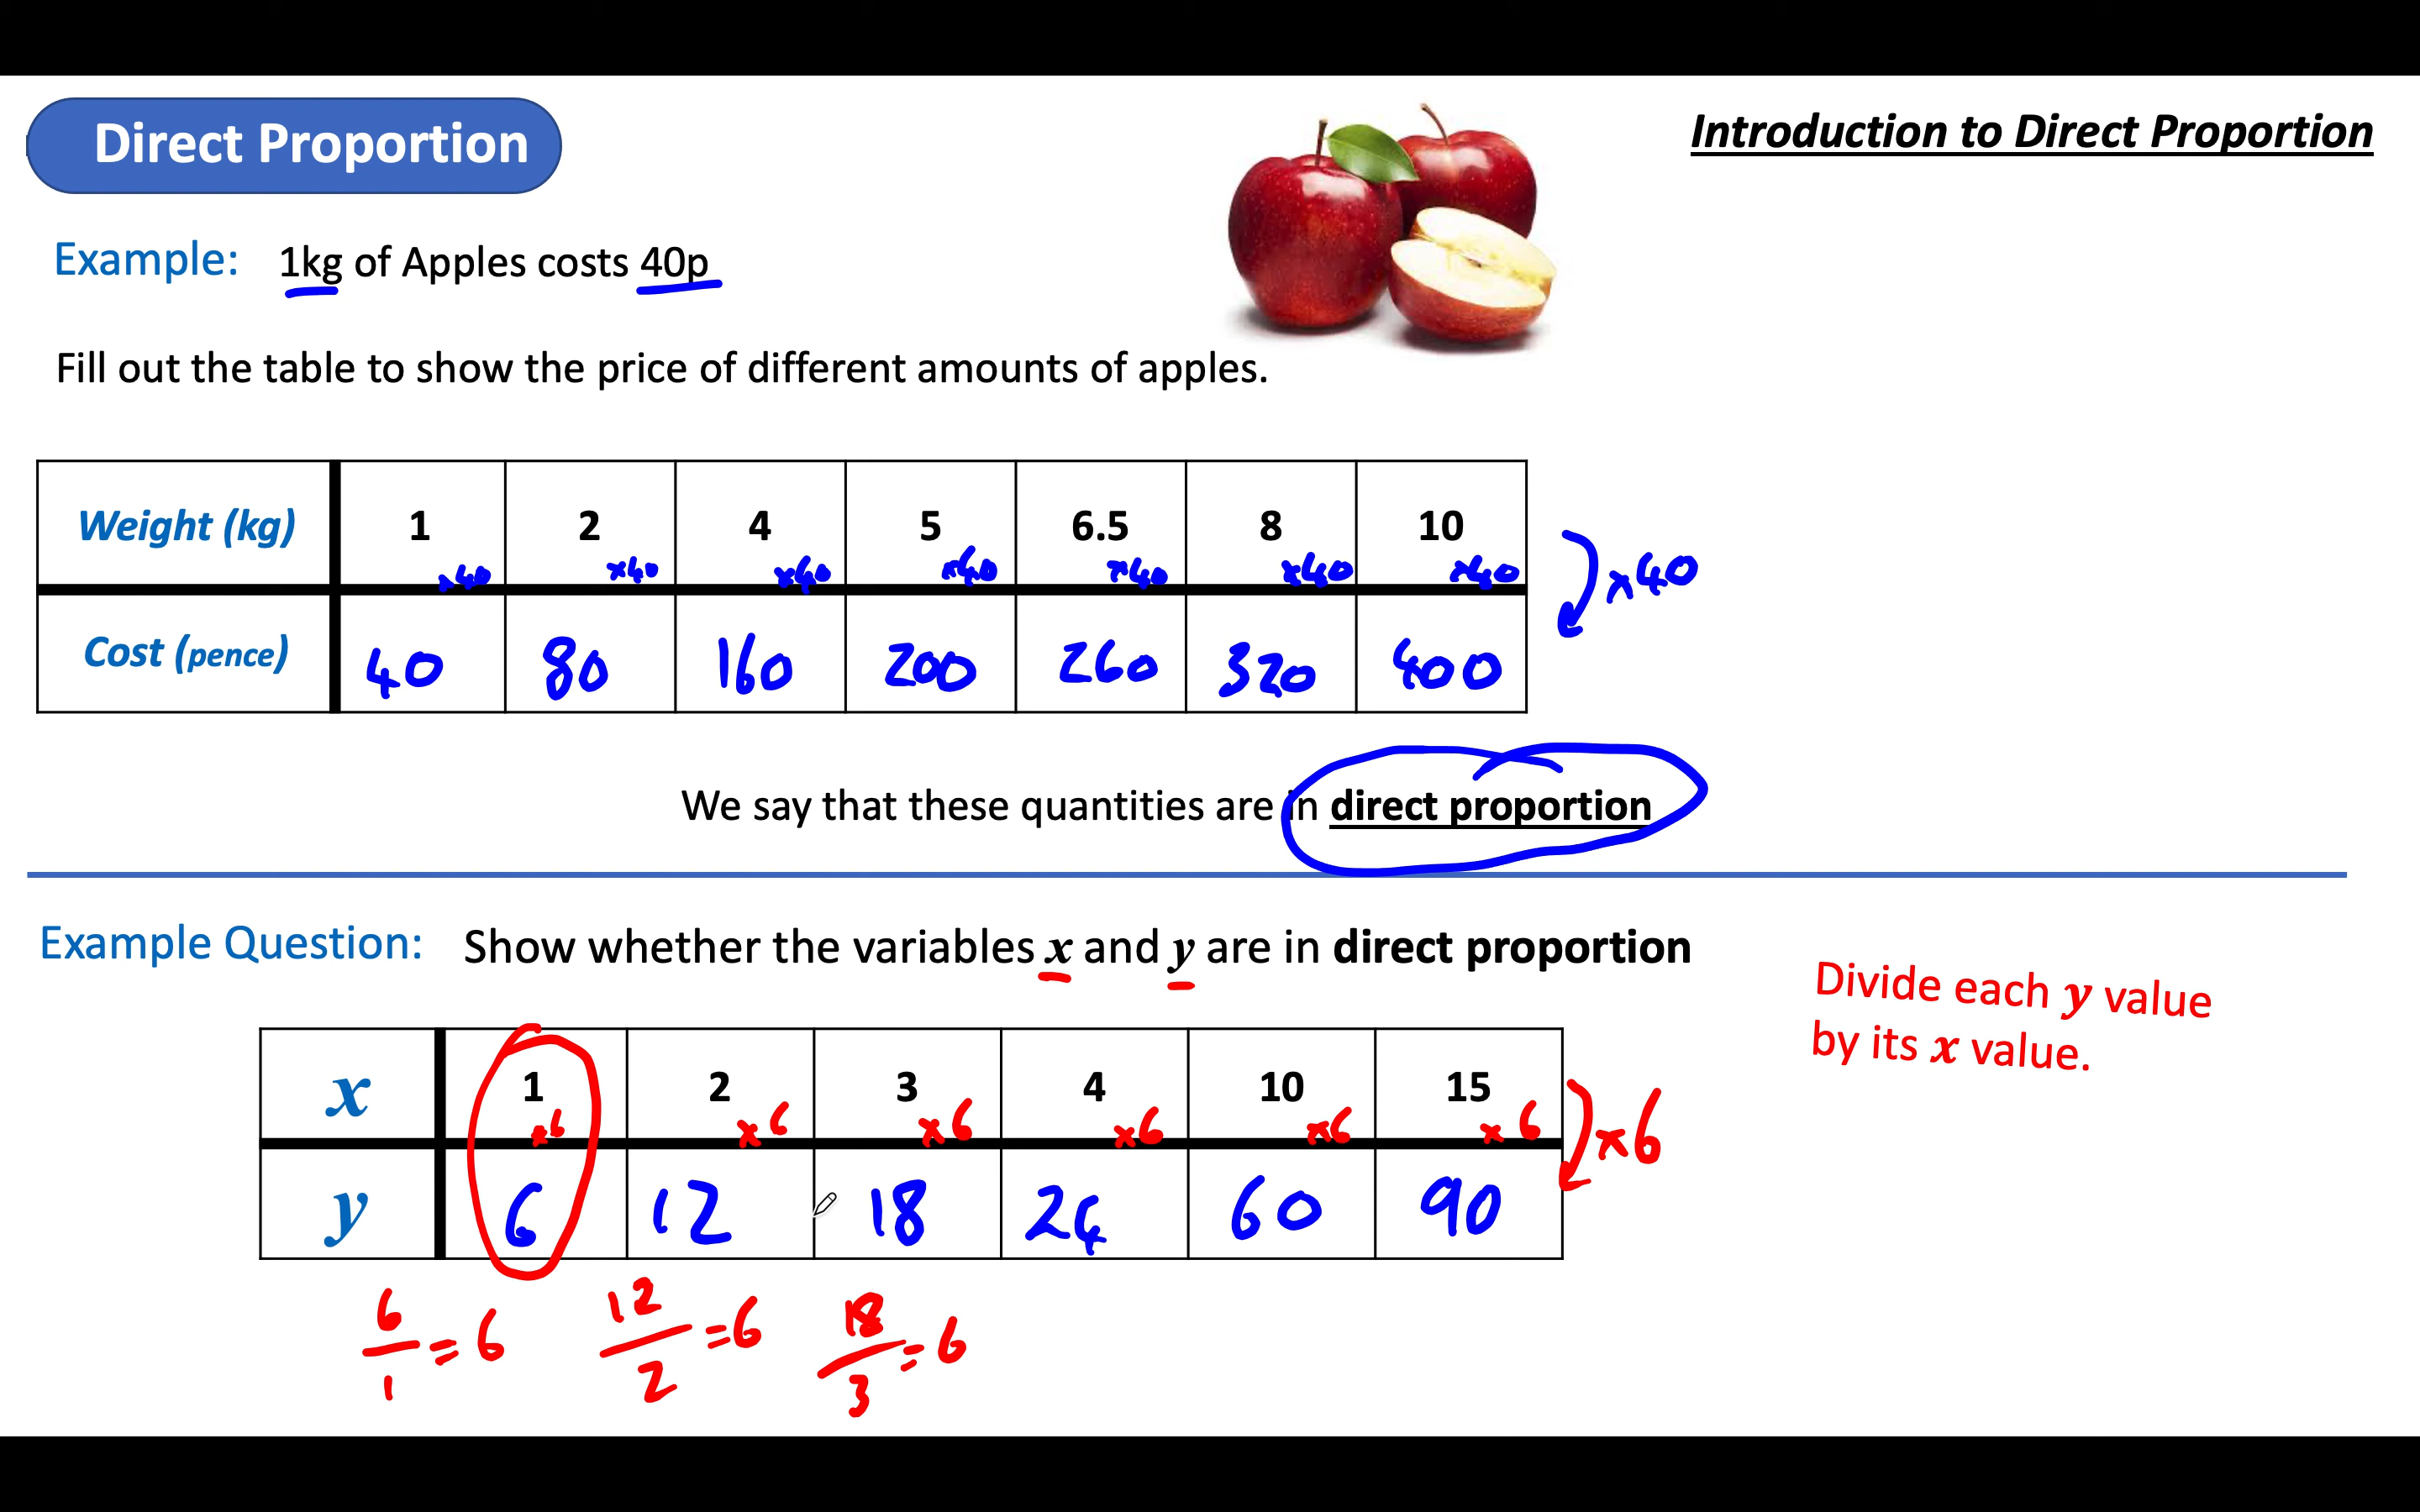 Direct Proportion
Introduction to Direct Proportion
Example: 1kg of Apples costs 40p
Fill out the table to show the price of different amounts of apples.
Weight (kg) 1 2 4 5 6.5 8 10
×40 ×40 ×40 ×40 ×40 ×40 ×40 ×40
Cost (pence) 40 80 160 200 260 320 400
We say that these quantities are in direct proportion
Example Question: Show whether the variables x and y are in direct proportion
Divide each y value
by its x value.
x 1 2 3 4 10 15
×6 ×6 ×6 ×6 ×6 ×6 ×6
y 6 12 18 24 60 90
6/1 = 6 12/2 = 6 18/3 = 6